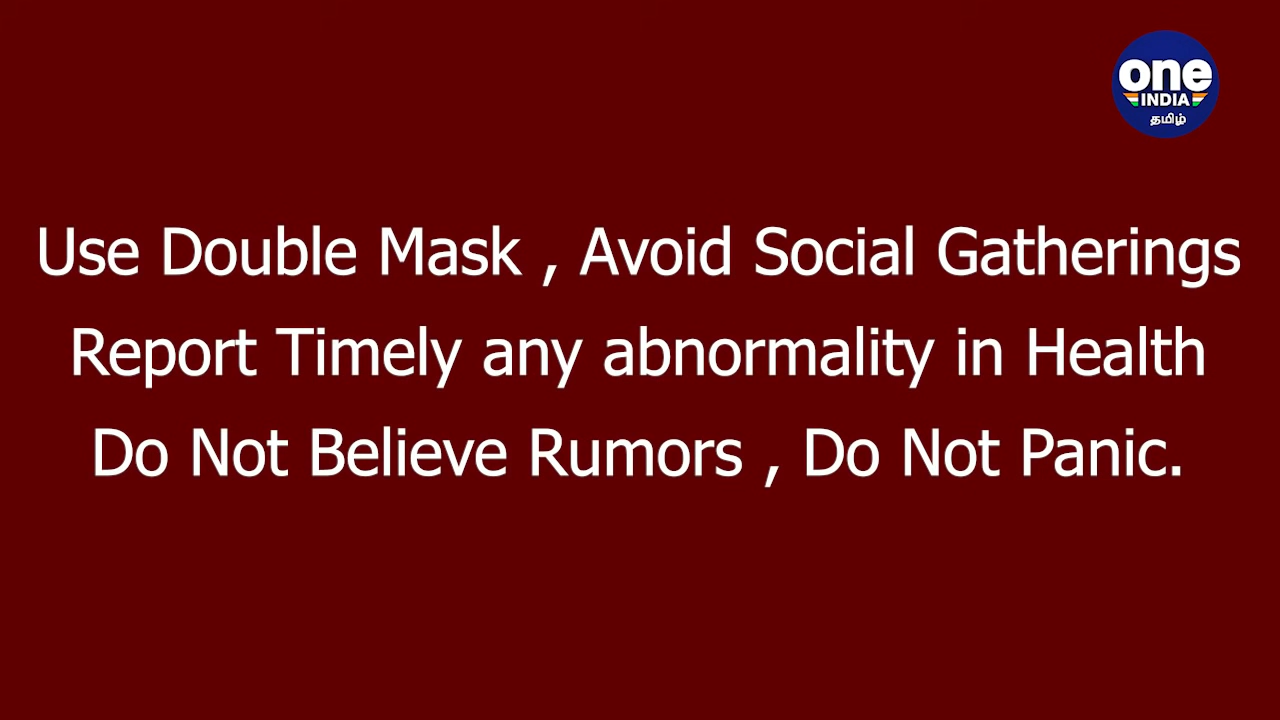 one
INDIA
தமிழ்
Use Double Mask , Avoid Social Gatherings
Report Timely any abnormality in Health
Do Not Believe Rumors , Do Not Panic.